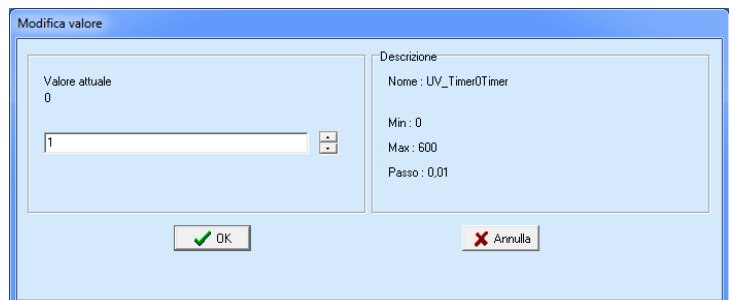 Modifica valore
Valore attuale
0
1
Descrizione
Nome : UV_Timer0Timer
Min : 0
Max : 600
Passo : 0,01
OK
Annulla